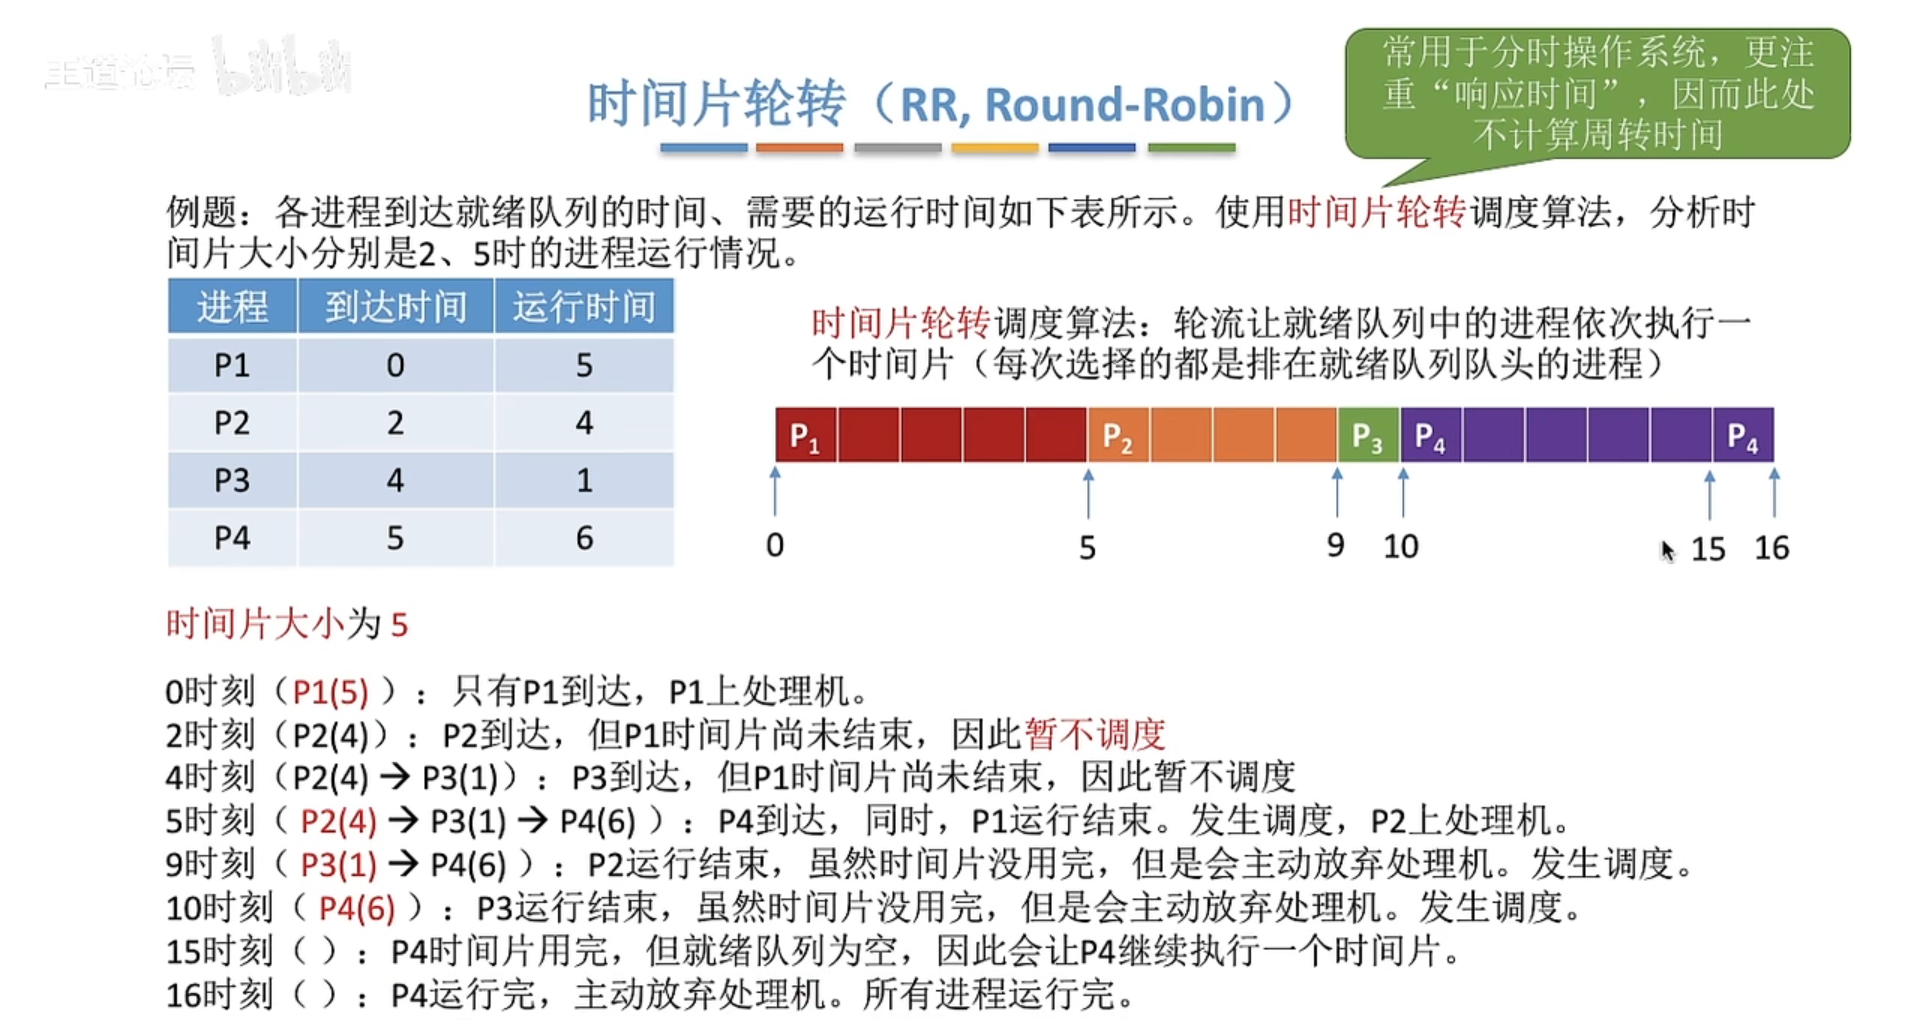 王道论坛 bilibili
时间片轮转（RR, Round-Robin）
常用于分时操作系统，更注
重“响应时间”，因而此处
不计算周转时间
例题：各进程到达就绪队列的时间、需要的运行时间如下表所示。使用时间片轮转调度算法，分析时
间片大小分别是2、5时的进程运行情况。
进程 到达时间 运行时间
P1 0 5
P2 2 4
P3 4 1
P4 5 6
时间片轮转调度算法：轮流让就绪队列中的进程依次执行一
个时间片（每次选择的都是排在就绪队列队头的进程）
P1 P2 P3 P4 P4
0 5 9 10 15 16
时间片大小为 5
0时刻（P1(5) ）：只有P1到达，P1上处理机。
2时刻（P2(4)）：P2到达，但P1时间片尚未结束，因此暂不调度
4时刻（P2(4) → P3(1)）：P3到达，但P1时间片尚未结束，因此暂不调度
5时刻（ P2(4) → P3(1) → P4(6) ）：P4到达，同时，P1运行结束。发生调度，P2上处理机。
9时刻（ P3(1) → P4(6) ）：P2运行结束，虽然时间片没用完，但是会主动放弃处理机。发生调度。
10时刻（ P4(6) ）：P3运行结束，虽然时间片没用完，但是会主动放弃处理机。发生调度。
15时刻（ ）：P4时间片用完，但就绪队列为空，因此会让P4继续执行一个时间片。
16时刻（ ）：P4运行完，主动放弃处理机。所有进程运行完。